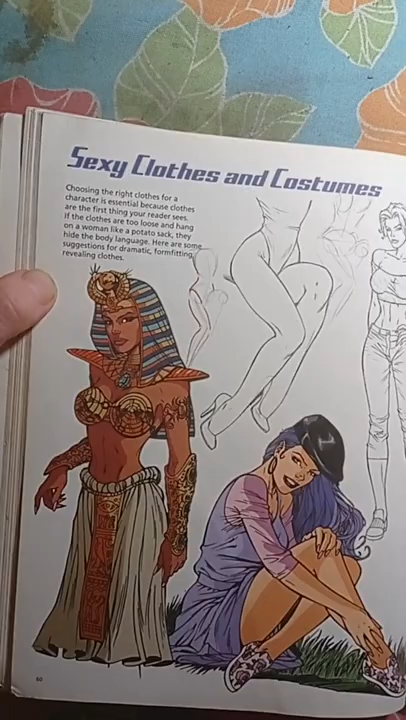 Sexy Clothes and Costumes
Choosing the right clothes for a
character is essential because clothes
are the first thing your reader sees.
If the clothes are too loose and hang
on a woman like a potato sack, they
hide the body language. Here are some
suggestions for dramatic, formfitting,
revealing clothes.
60